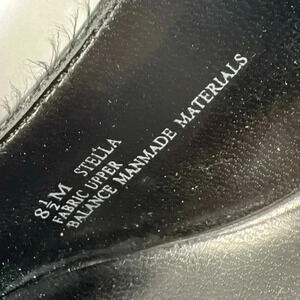 8½M STELLA
FABRIC UPPER
BALANCE MANMADE MATERIALS